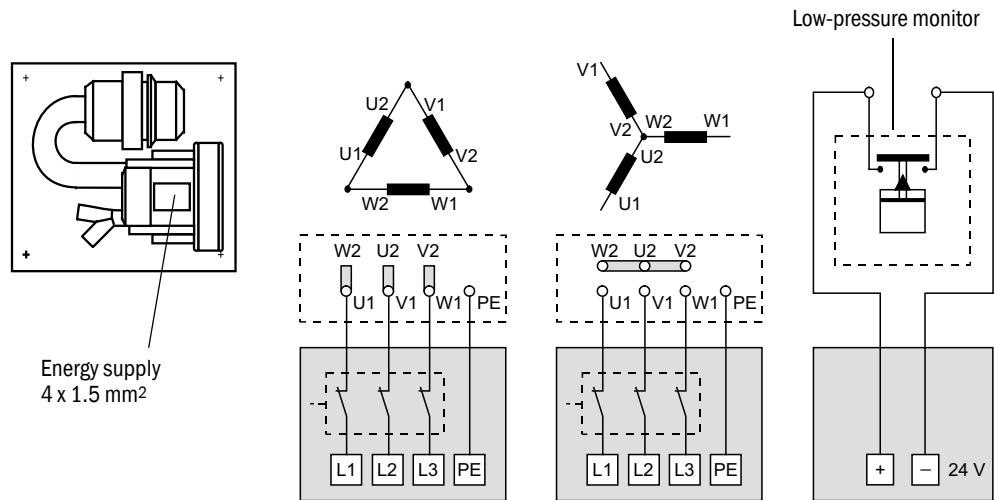 Low-pressure monitor
Energy supply
4 x 1.5 mm²
U2 V1
U1 V2
W2 W1
W2 U2 V2
U1 V1 W1 PE
L1 L2 L3 PE
V1
V2 W2 W1
U2
U1
W2 U2 V2
U1 V1 W1 PE
L1 L2 L3 PE
+ – 24 V